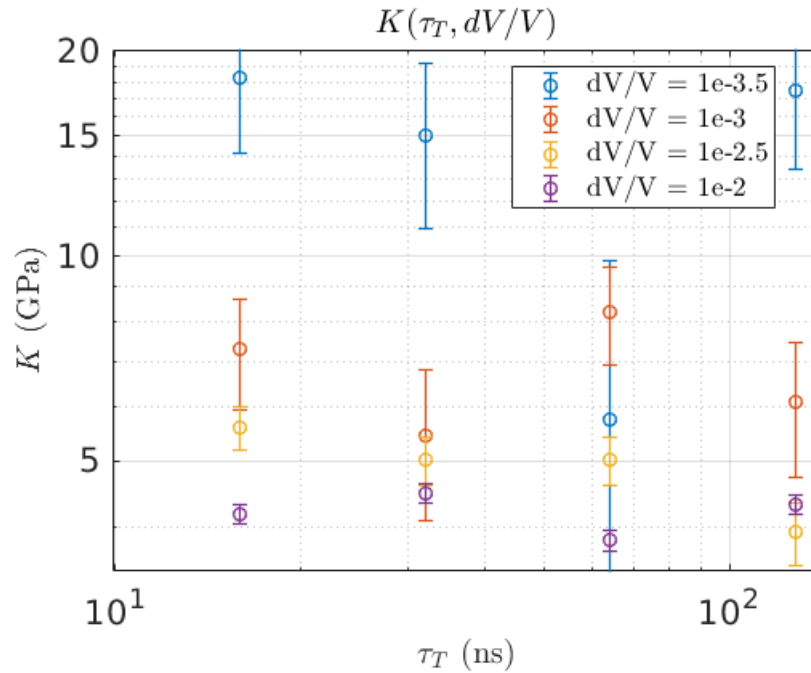 K(τ_T, dV/V)
20
15
10
5
K (GPa)
dV/V = 1e-3.5
dV/V = 1e-3
dV/V = 1e-2.5
dV/V = 1e-2
10^1
10^2
τ_T (ns)